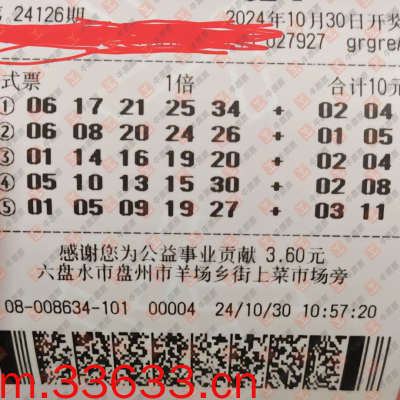 24126期 2024年10月30日开奖
027927 grgre/
式票 1倍 合计10元
① 06 17 21 25 34 + 02 04
② 06 08 20 24 26 + 01 05
③ 01 14 16 19 20 + 02 04
④ 05 10 13 15 30 + 02 08
⑤ 01 05 09 19 27 + 03 11
感谢您为公益事业贡献 3.60元
六盘水市盘州市羊场乡街上菜市场旁
08-008634-101 00004 24/10/30 10:57:20
m.33633.cn